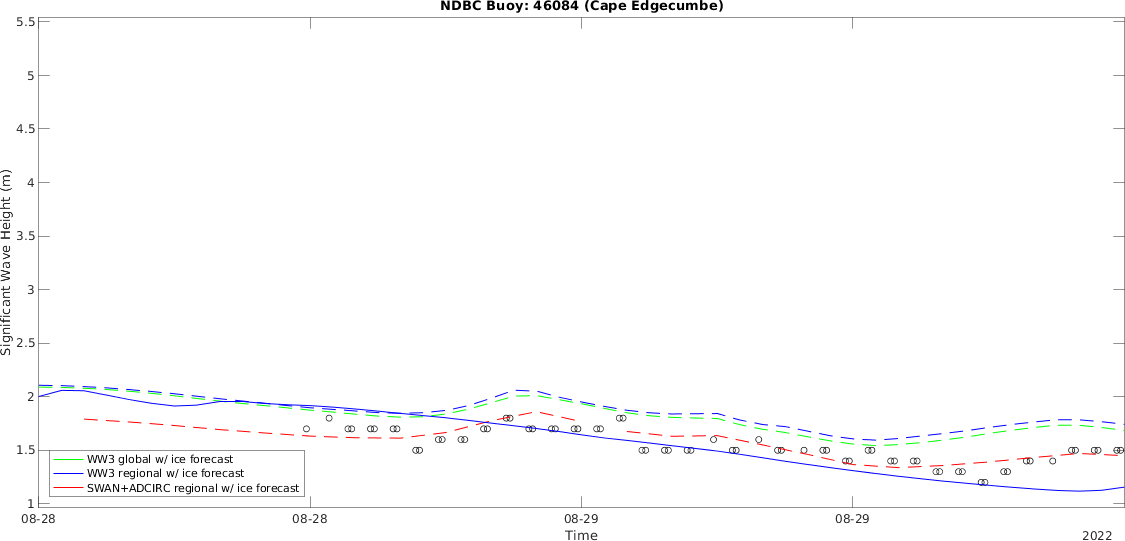 NDBC Buoy: 46084 (Cape Edgecumbe)
5.5
5
4.5
4
3.5
3
2.5
2
1.5
1
Significant Wave Height (m)
WW3 global w/ ice forecast
WW3 regional w/ ice forecast
SWAN+ADCIRC regional w/ ice forecast
08-28
08-28
08-29
08-29
Time
2022